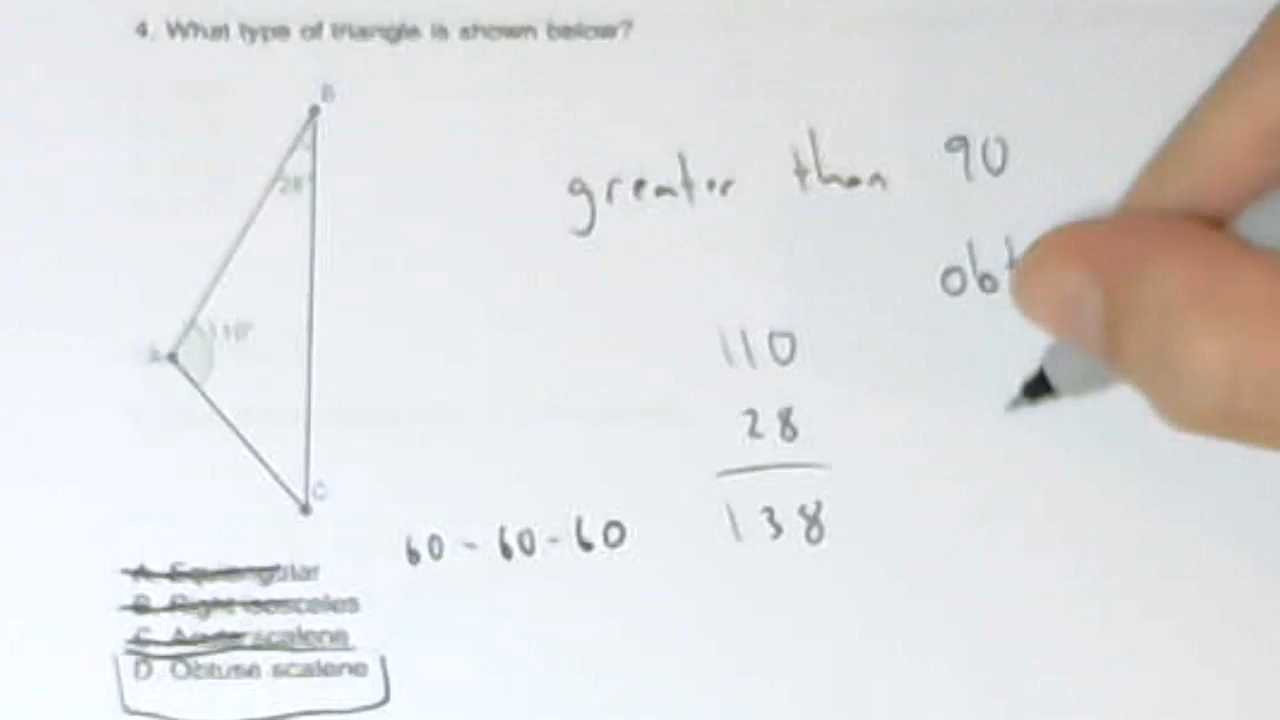 4. What type of triangle is shown below?
B
28°
greater than 90
obt
110°
110
A
28
C
138
60 - 60 - 60
A. Equiangular
B. Right isosceles
C. Acute scalene
D. Obtuse scalene